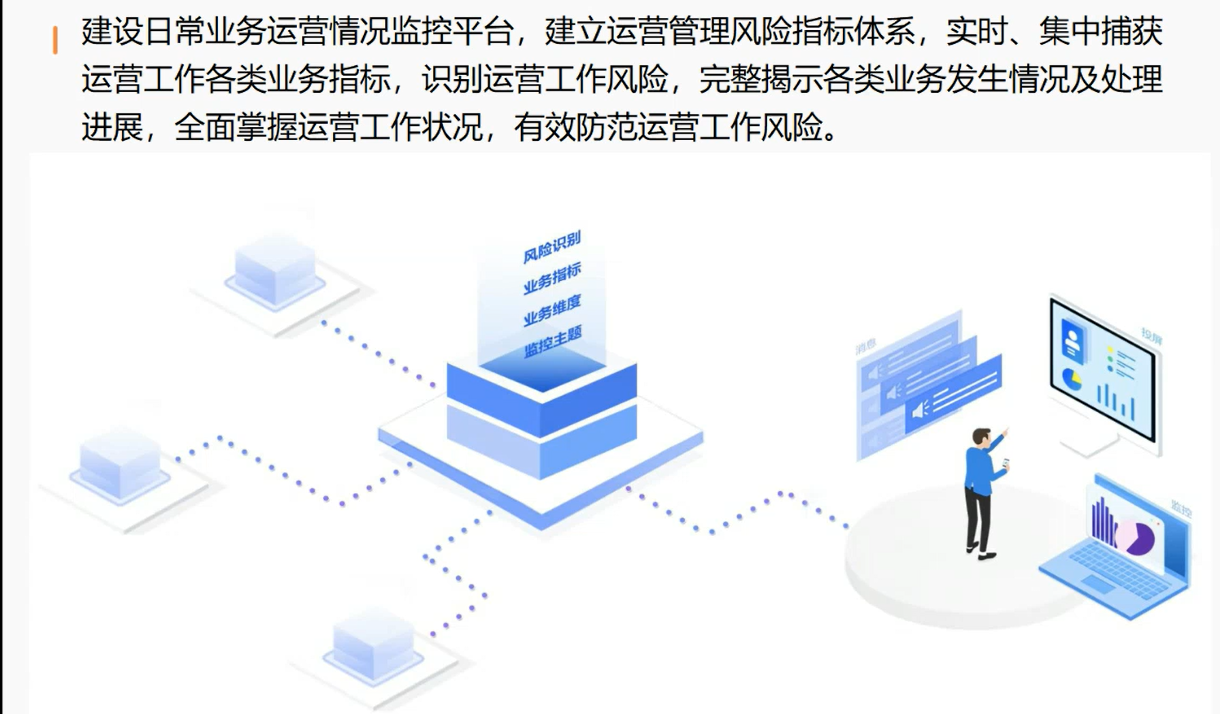 建设日常业务运营情况监控平台，建立运营管理风险指标体系，实时、集中捕获
运营工作各类业务指标，识别运营工作风险，完整揭示各类业务发生情况及处理
进展，全面掌握运营工作状况，有效防范运营工作风险。
风险识别
业务指标
业务维度
监控主题
消息
投屏
监控